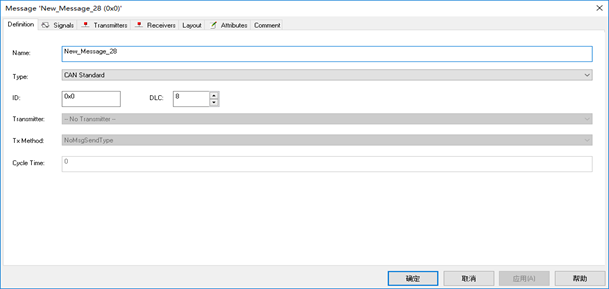 Message 'New_Message_28 (0x0)'
Definition Signals Transmitters Receivers Layout Attributes Comment
Name: New_Message_28
Type: CAN Standard
ID: 0x0 DLC: 8
Transmitter: -- No Transmitter --
Tx Method: NoMsgSendType
Cycle Time: 0
确定 取消 应用(A) 帮助